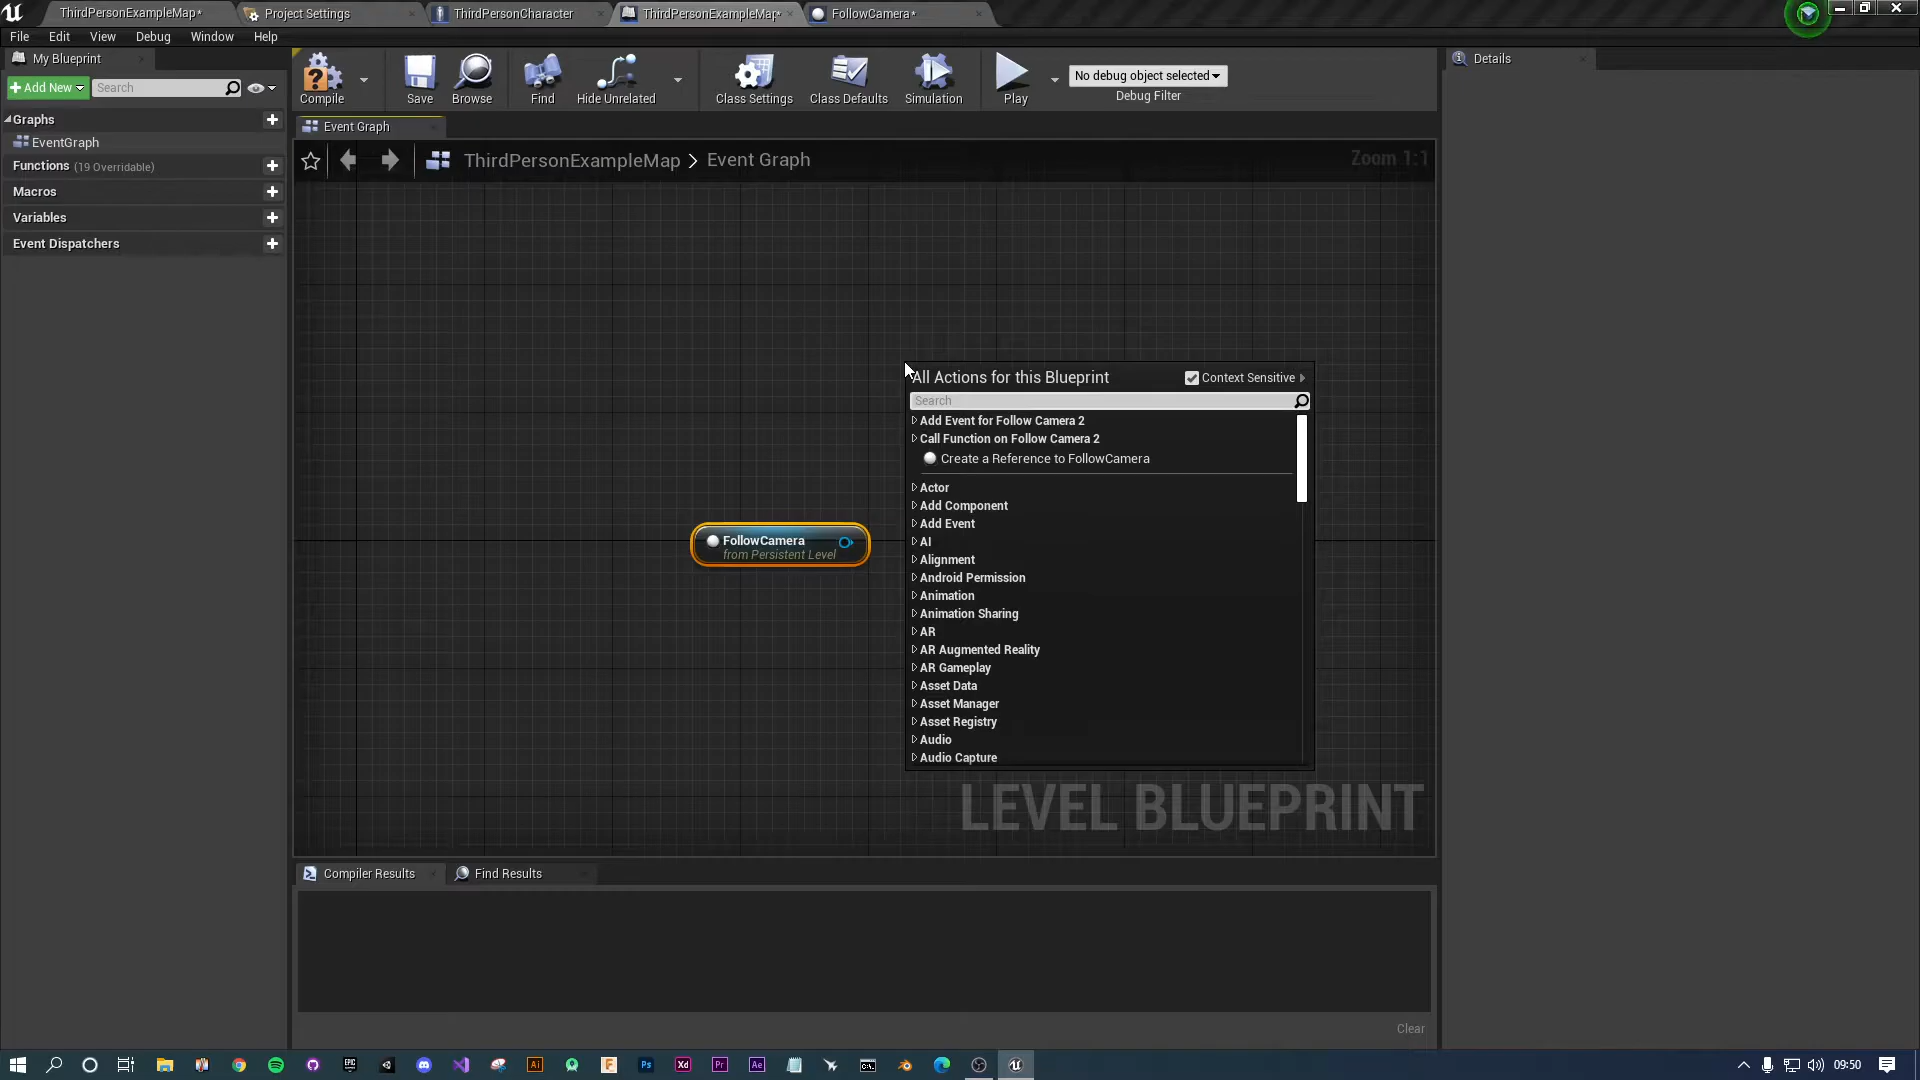 ThirdPersonExampleMap*
Project Settings
ThirdPersonCharacter
ThirdPersonExampleMap*
FollowCamera*
File Edit View Debug Window Help
My Blueprint
Details
Add New
Search
Compile
Save
Browse
Find
Hide Unrelated
Class Settings
Class Defaults
Simulation
Play
No debug object selected
Debug Filter
Graphs
EventGraph
Functions (19 Overridable)
Macros
Variables
Event Dispatchers
Event Graph
ThirdPersonExampleMap > Event Graph
Zoom 1:1
All Actions for this Blueprint
Context Sensitive
Search
Add Event for Follow Camera 2
Call Function on Follow Camera 2
Create a Reference to FollowCamera
Actor
Add Component
Add Event
AI
Alignment
Android Permission
Animation
Animation Sharing
AR
AR Augmented Reality
AR Gameplay
Asset Data
Asset Manager
Asset Registry
Audio
Audio Capture
FollowCamera
from Persistent Level
LEVEL BLUEPRINT
Compiler Results
Find Results
Clear
EPIC
Ai
F
Ps
Xd
Pr
Ae
C:\_
09:50